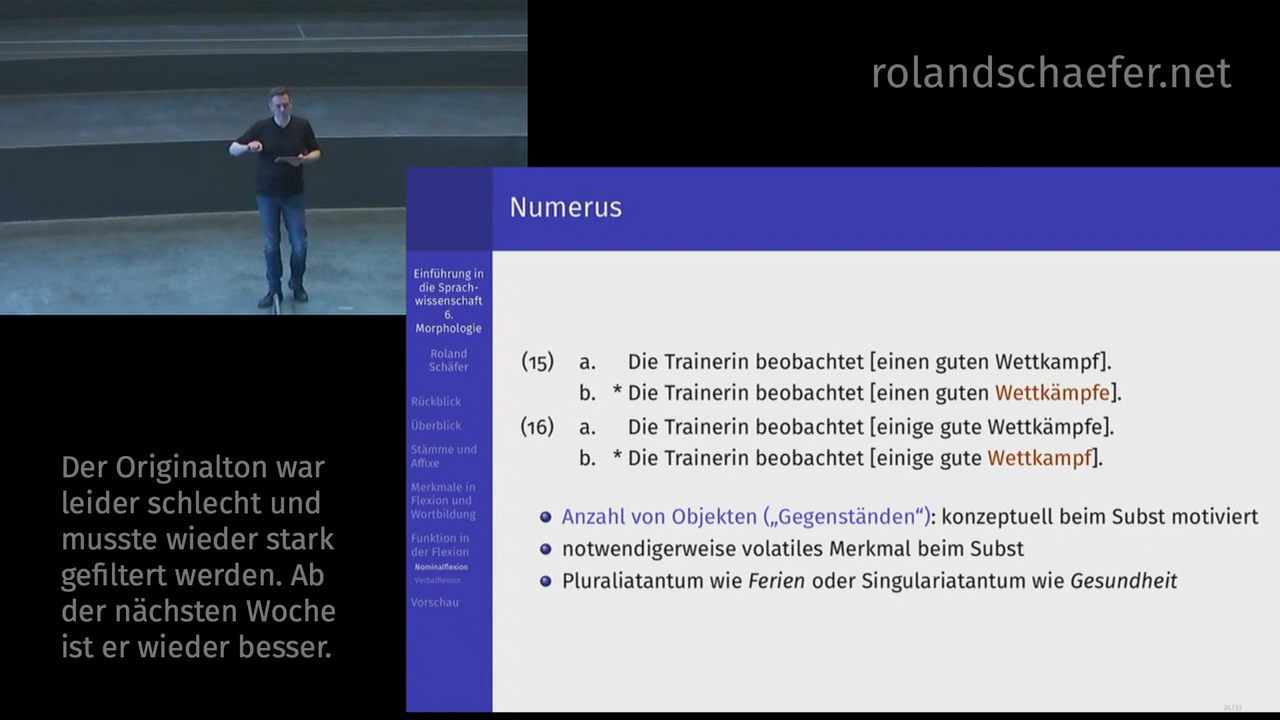 rolandschaefer.net
Numerus
Einführung in
die Sprach-
wissenschaft
6.
Morphologie
Roland
Schäfer
Rückblick
Überblick
Stämme und
Affixe
Merkmale in
Flexion und
Wortbildung
Funktion in
der Flexion
Nominalflexion
Verbalflexion
Vorschau
(15) a. Die Trainerin beobachtet [einen guten Wettkampf].
b. * Die Trainerin beobachtet [einen guten Wettkämpfe].
(16) a. Die Trainerin beobachtet [einige gute Wettkämpfe].
b. * Die Trainerin beobachtet [einige gute Wettkampf].
Anzahl von Objekten („Gegenständen“): konzeptuell beim Subst motiviert
notwendigerweise volatiles Merkmal beim Subst
Pluraliatantum wie Ferien oder Singulariatantum wie Gesundheit
Der Originalton war
leider schlecht und
musste wieder stark
gefiltert werden. Ab
der nächsten Woche
ist er wieder besser.